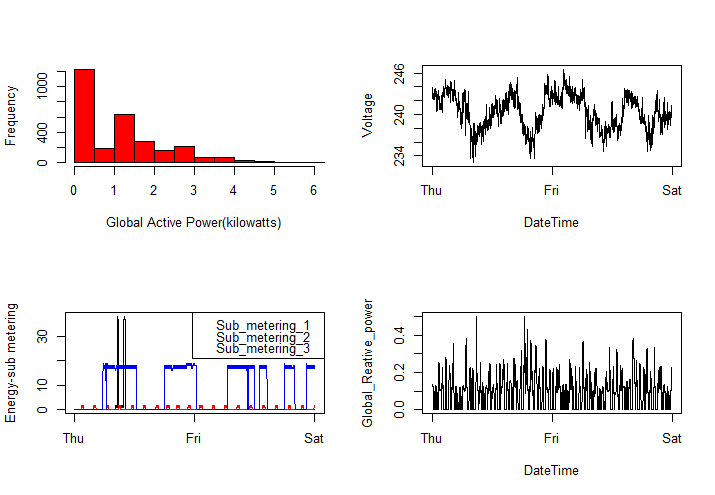 Frequency
0
400
1000
0 1 2 3 4 5 6
Global Active Power(kilowatts)
Voltage
234
240
246
Thu Fri Sat
DateTime
Energy-sub metering
0
10
30
Sub_metering_1
Sub_metering_2
Sub_metering_3
Thu Fri Sat
Global_Reative_power
0.0
0.2
0.4
Thu Fri Sat
DateTime